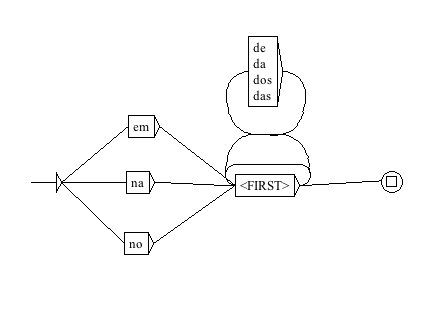 de
da
dos
das
em
na
<FIRST>
no